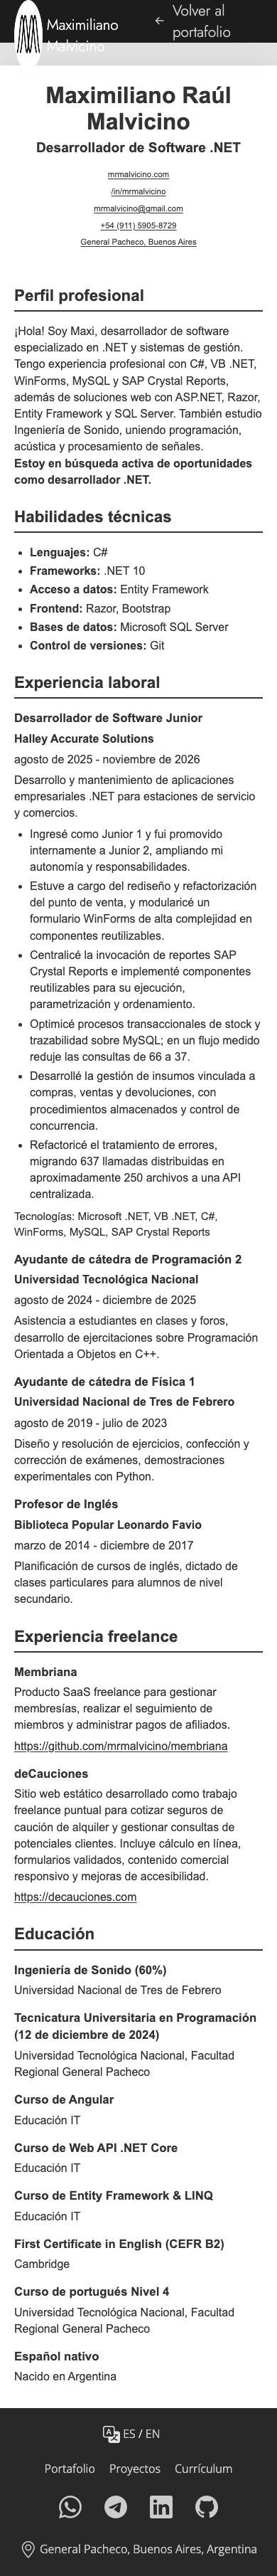 Maximiliano
Malvicino
← Volver al
portafolio
Maximiliano Raúl
Malvicino
Desarrollador de Software .NET
mrmalvicino.com
/in/mrmalvicino
mrmalvicino@gmail.com
+54 (911) 5905-8729
General Pacheco, Buenos Aires
Perfil profesional
¡Hola! Soy Maxi, desarrollador de software
especializado en .NET y sistemas de gestión.
Tengo experiencia profesional con C#, VB .NET,
WinForms, MySQL y SAP Crystal Reports,
además de soluciones web con ASP.NET, Razor,
Entity Framework y SQL Server. También estudio
Ingeniería de Sonido, uniendo programación,
acústica y procesamiento de señales.
Estoy en búsqueda activa de oportunidades
como desarrollador .NET.
Habilidades técnicas
• Lenguajes: C#
• Frameworks: .NET 10
• Acceso a datos: Entity Framework
• Frontend: Razor, Bootstrap
• Bases de datos: Microsoft SQL Server
• Control de versiones: Git
Experiencia laboral
Desarrollador de Software Junior
Halley Accurate Solutions
agosto de 2025 - noviembre de 2026
Desarrollo y mantenimiento de aplicaciones
empresariales .NET para estaciones de servicio
y comercios.
• Ingresé como Junior 1 y fui promovido
internamente a Junior 2, ampliando mi
autonomía y responsabilidades.
• Estuve a cargo del rediseño y refactorización
del punto de venta, y modularicé un
formulario WinForms de alta complejidad en
componentes reutilizables.
• Centralicé la invocación de reportes SAP
Crystal Reports e implementé componentes
reutilizables para su ejecución,
parametrización y ordenamiento.
• Optimicé procesos transaccionales de stock y
trazabilidad sobre MySQL; en un flujo medido
reduje las consultas de 66 a 37.
• Desarrollé la gestión de insumos vinculada a
compras, ventas y devoluciones, con
procedimientos almacenados y control de
concurrencia.
• Refactoricé el tratamiento de errores,
migrando 637 llamadas distribuidas en
aproximadamente 250 archivos a una API
centralizada.
Tecnologías: Microsoft .NET, VB .NET, C#,
WinForms, MySQL, SAP Crystal Reports
Ayudante de cátedra de Programación 2
Universidad Tecnológica Nacional
agosto de 2024 - diciembre de 2025
Asistencia a estudiantes en clases y foros,
desarrollo de ejercitaciones sobre Programación
Orientada a Objetos en C++.
Ayudante de cátedra de Física 1
Universidad Nacional de Tres de Febrero
agosto de 2019 - julio de 2023
Diseño y resolución de ejercicios, confección y
corrección de exámenes, demostraciones
experimentales con Python.
Profesor de Inglés
Biblioteca Popular Leonardo Favio
marzo de 2014 - diciembre de 2017
Planificación de cursos de inglés, dictado de
clases particulares para alumnos de nivel
secundario.
Experiencia freelance
Membriana
Producto SaaS freelance para gestionar
membresías, realizar el seguimiento de
miembros y administrar pagos de afiliados.
https://github.com/mrmalvicino/membriana
deCauciones
Sitio web estático desarrollado como trabajo
freelance puntual para cotizar seguros de
caución de alquiler y gestionar consultas de
potenciales clientes. Incluye cálculo en línea,
formularios validados, contenido comercial
responsivo y mejoras de accesibilidad.
https://decauciones.com
Educación
Ingeniería de Sonido (60%)
Universidad Nacional de Tres de Febrero
Tecnicatura Universitaria en Programación
(12 de diciembre de 2024)
Universidad Tecnológica Nacional, Facultad
Regional General Pacheco
Curso de Angular
Educación IT
Curso de Web API .NET Core
Educación IT
Curso de Entity Framework & LINQ
Educación IT
First Certificate in English (CEFR B2)
Cambridge
Curso de portugués Nivel 4
Universidad Tecnológica Nacional, Facultad
Regional General Pacheco
Español nativo
Nacido en Argentina
ES / EN
Portafolio Proyectos Currículum
General Pacheco, Buenos Aires, Argentina